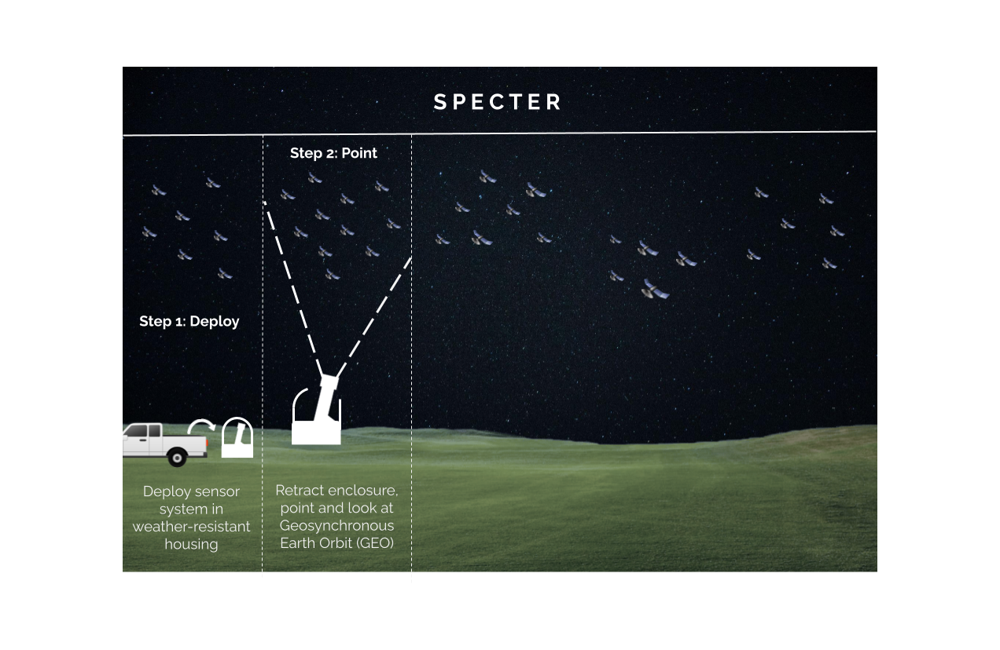 SPECTER
Step 1: Deploy
Deploy sensor
system in
weather-resistant
housing
Step 2: Point
Retract enclosure,
point and look at
Geosynchronous
Earth Orbit (GEO)